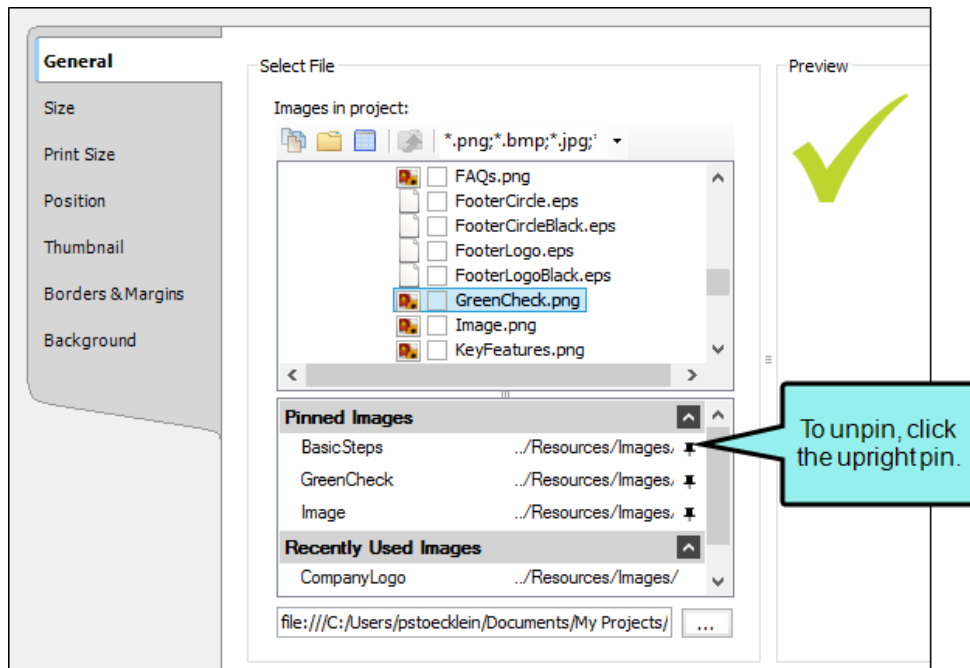 General
Size
Print Size
Position
Thumbnail
Borders & Margins
Background
Select File
Images in project:
*.png;*.bmp;*.jpg;*
FAQs.png
FooterCircle.eps
FooterCircleBlack.eps
FooterLogo.eps
FooterLogoBlack.eps
GreenCheck.png
Image.png
KeyFeatures.png
Pinned Images
BasicSteps ../Resources/Images/
GreenCheck ../Resources/Images/
Image ../Resources/Images/
Recently Used Images
CompanyLogo ../Resources/Images/
file:///C:/Users/pstoecklein/Documents/My Projects/
...
Preview
To unpin, click
the upright pin.